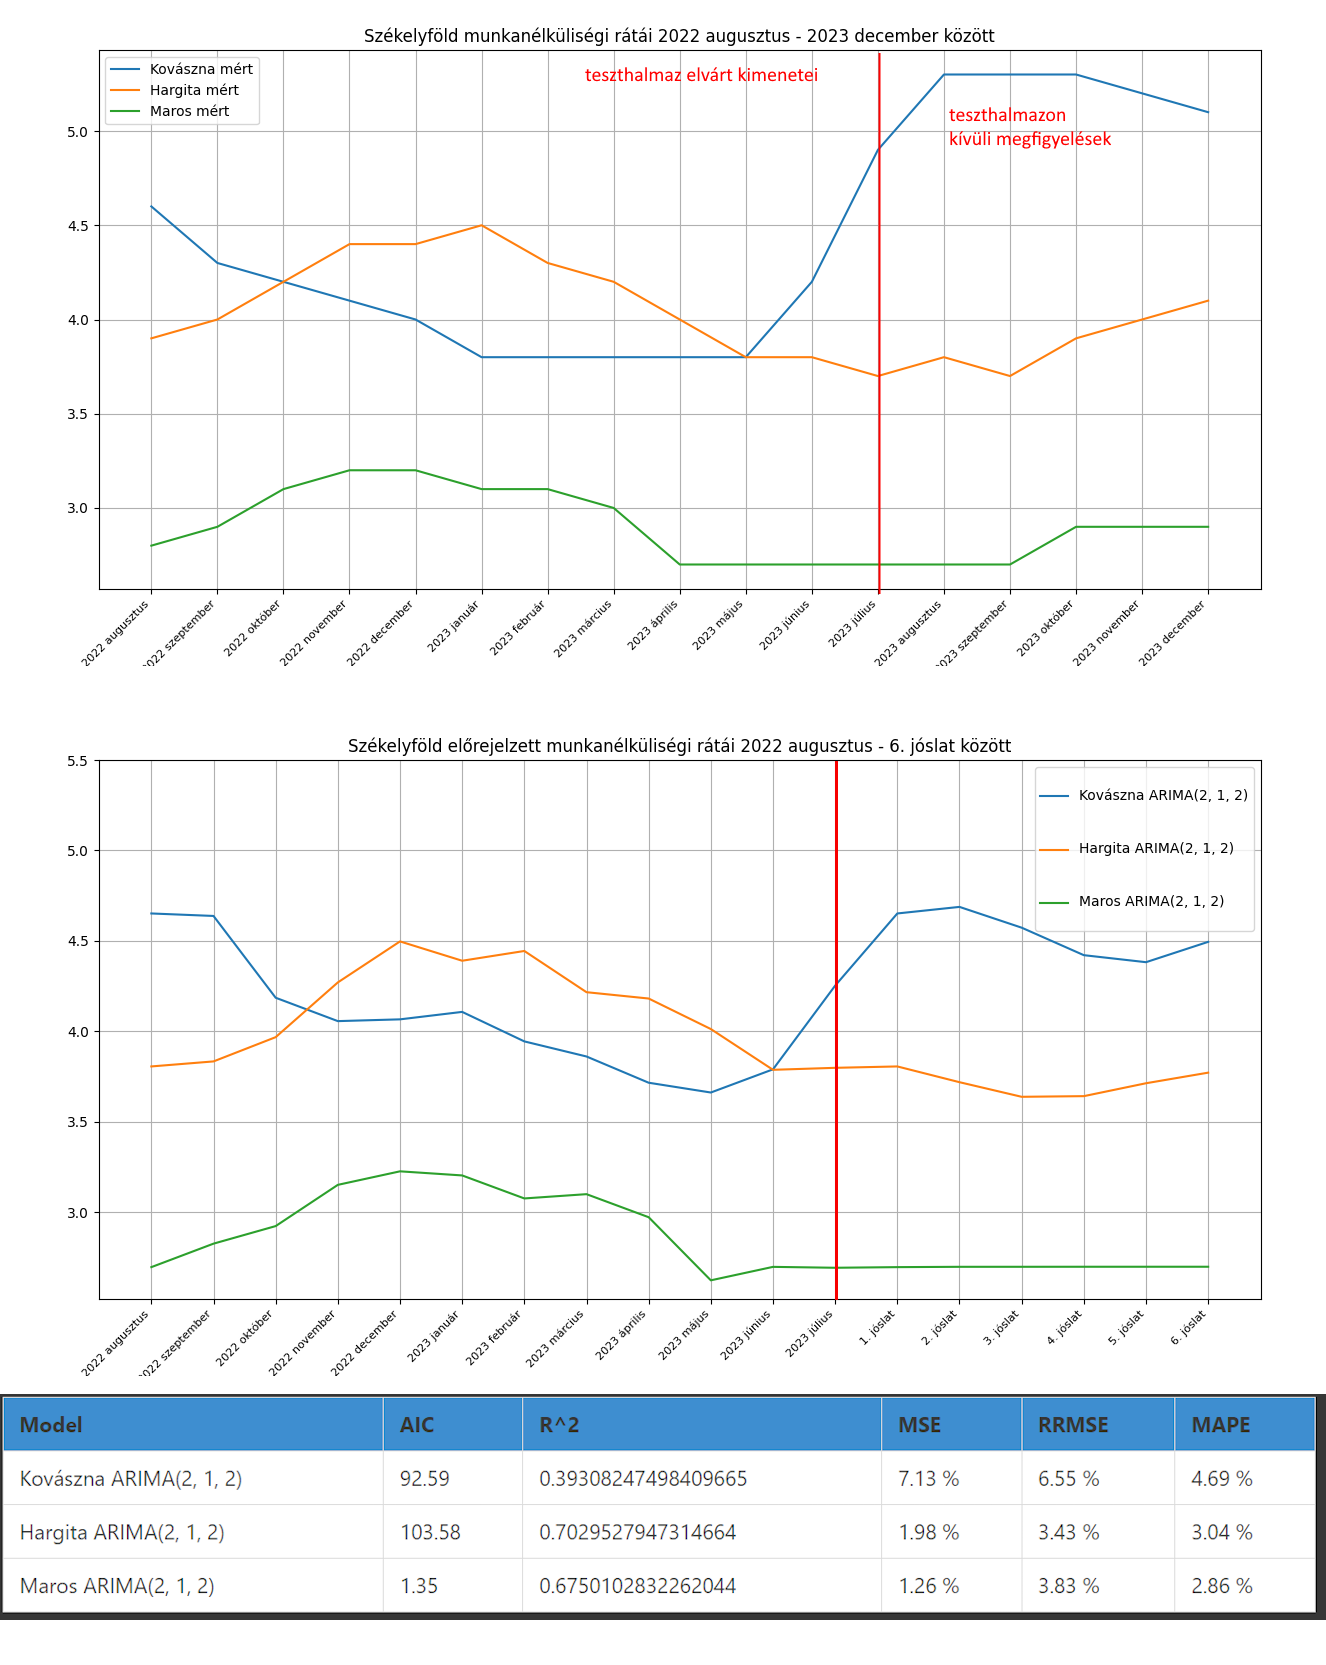 Székelyföld munkanélküliségi rátái 2022 augusztus - 2023 december között
Kovászna mért
Hargita mért
Maros mért
teszthalmaz elvárt kimenetei
teszthalmazon
kívüli megfigyelések
5.0
4.5
4.0
3.5
3.0
2022 augusztus
2022 szeptember
2022 október
2022 november
2022 december
2023 január
2023 február
2023 március
2023 április
2023 május
2023 június
2023 július
2023 augusztus
2023 szeptember
2023 október
2023 november
2023 december
Székelyföld előrejelzett munkanélküliségi rátái 2022 augusztus - 6. jóslat között
Kovászna ARIMA(2, 1, 2)
Hargita ARIMA(2, 1, 2)
Maros ARIMA(2, 1, 2)
5.5
5.0
4.5
4.0
3.5
3.0
2022 augusztus
2022 szeptember
2022 október
2022 november
2022 december
2023 január
2023 február
2023 március
2023 április
2023 május
2023 június
2023 július
1. jóslat
2. jóslat
3. jóslat
4. jóslat
5. jóslat
6. jóslat
Model AIC R^2 MSE RRMSE MAPE
Kovászna ARIMA(2, 1, 2) 92.59 0.39308247498409665 7.13 % 6.55 % 4.69 %
Hargita ARIMA(2, 1, 2) 103.58 0.7029527947314664 1.98 % 3.43 % 3.04 %
Maros ARIMA(2, 1, 2) 1.35 0.6750102832262044 1.26 % 3.83 % 2.86 %